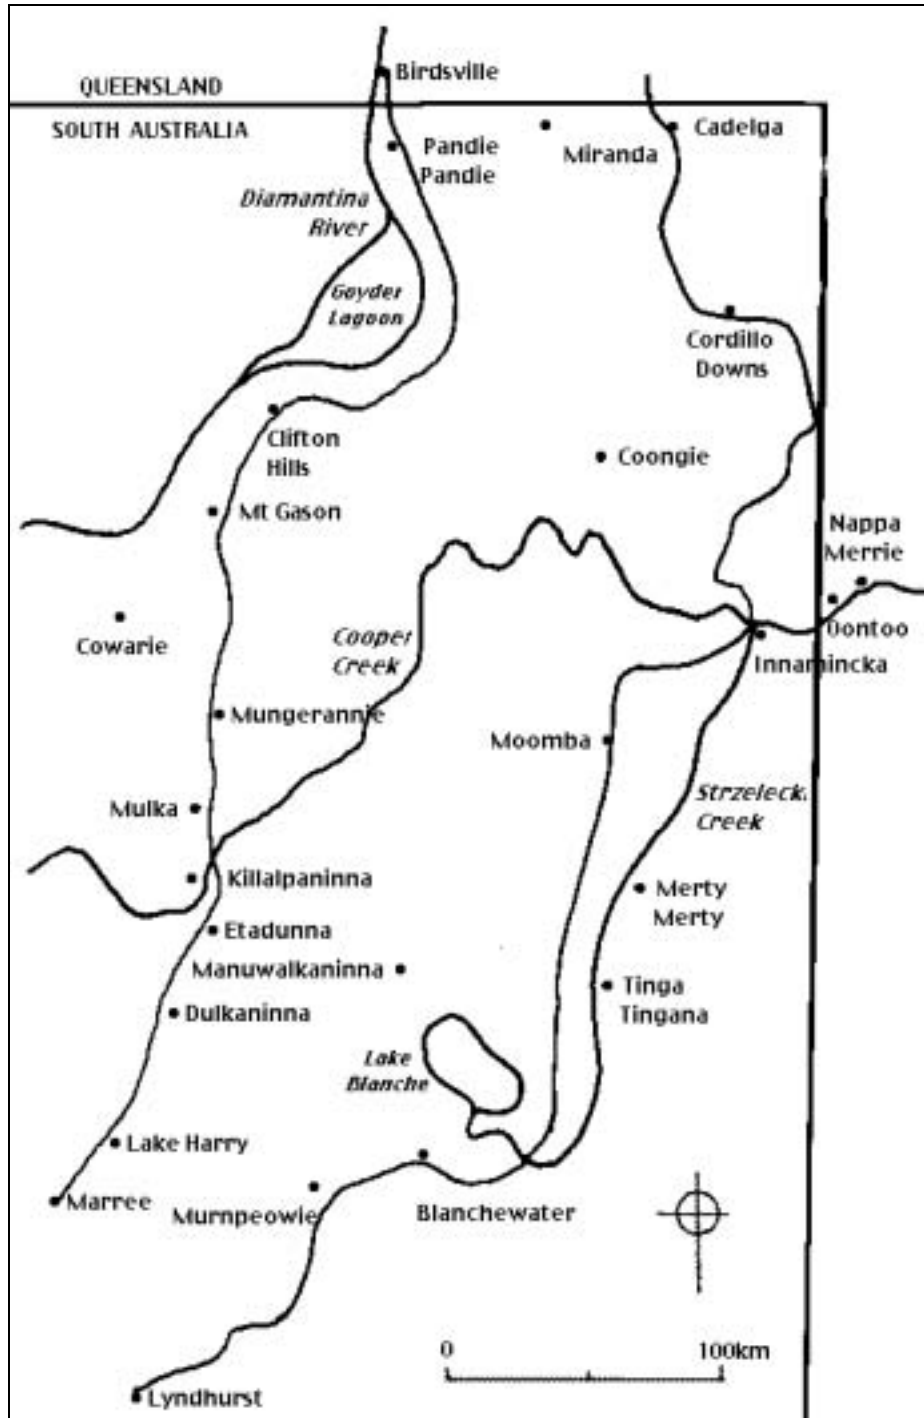 Birdsville
QUEENSLAND
SOUTH AUSTRALIA
Pandie
Pandie
Miranda
Cadelga
Diamantina
River
Goyder
Lagoon
Cordillo
Downs
Clifton
Hills
Coongie
Mt Gason
Nappa
Merrie
Oontoo
Cowarie
Cooper
Creek
Innamincka
Mungerannie
Moomba
Mulka
Strzelecki
Creek
Killalpaninna
Merty
Merty
Etadunna
Manuwalkaninna
Tinga
Tingana
Dulkaninna
Lake
Blanche
Lake Harry
Marree
Murnpeowie
Blanchewater
0
100km
Lyndhurst